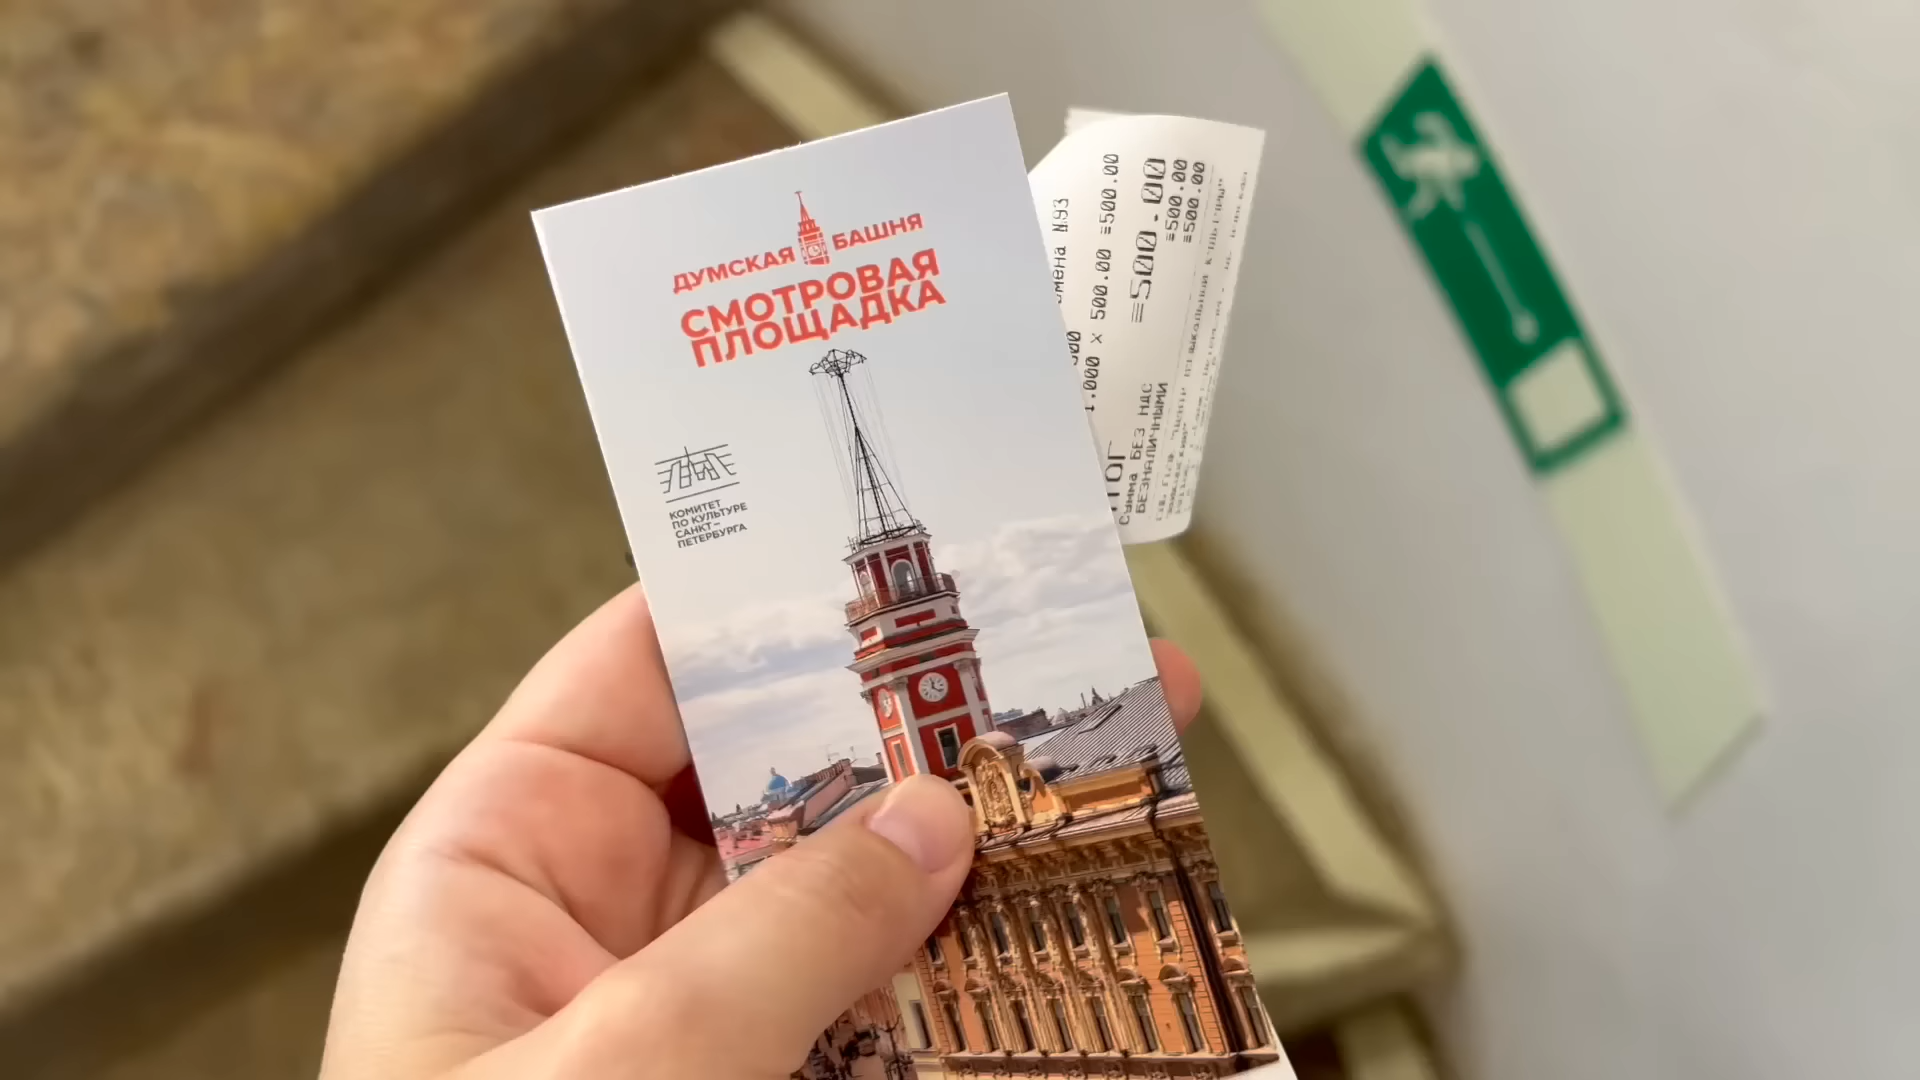 ДУМСКАЯ БАШНЯ
СМОТРОВАЯ
ПЛОЩАДКА
КОМИТЕТ
ПО КУЛЬТУРЕ
САНКТ–
ПЕТЕРБУРГА
Смена №93
1.000 x 500.00 ≡500.00
ИТОГ ≡500.00
Сумма БЕЗ НДС ≡500.00
БЕЗНАЛИЧНЫМИ ≡500.00